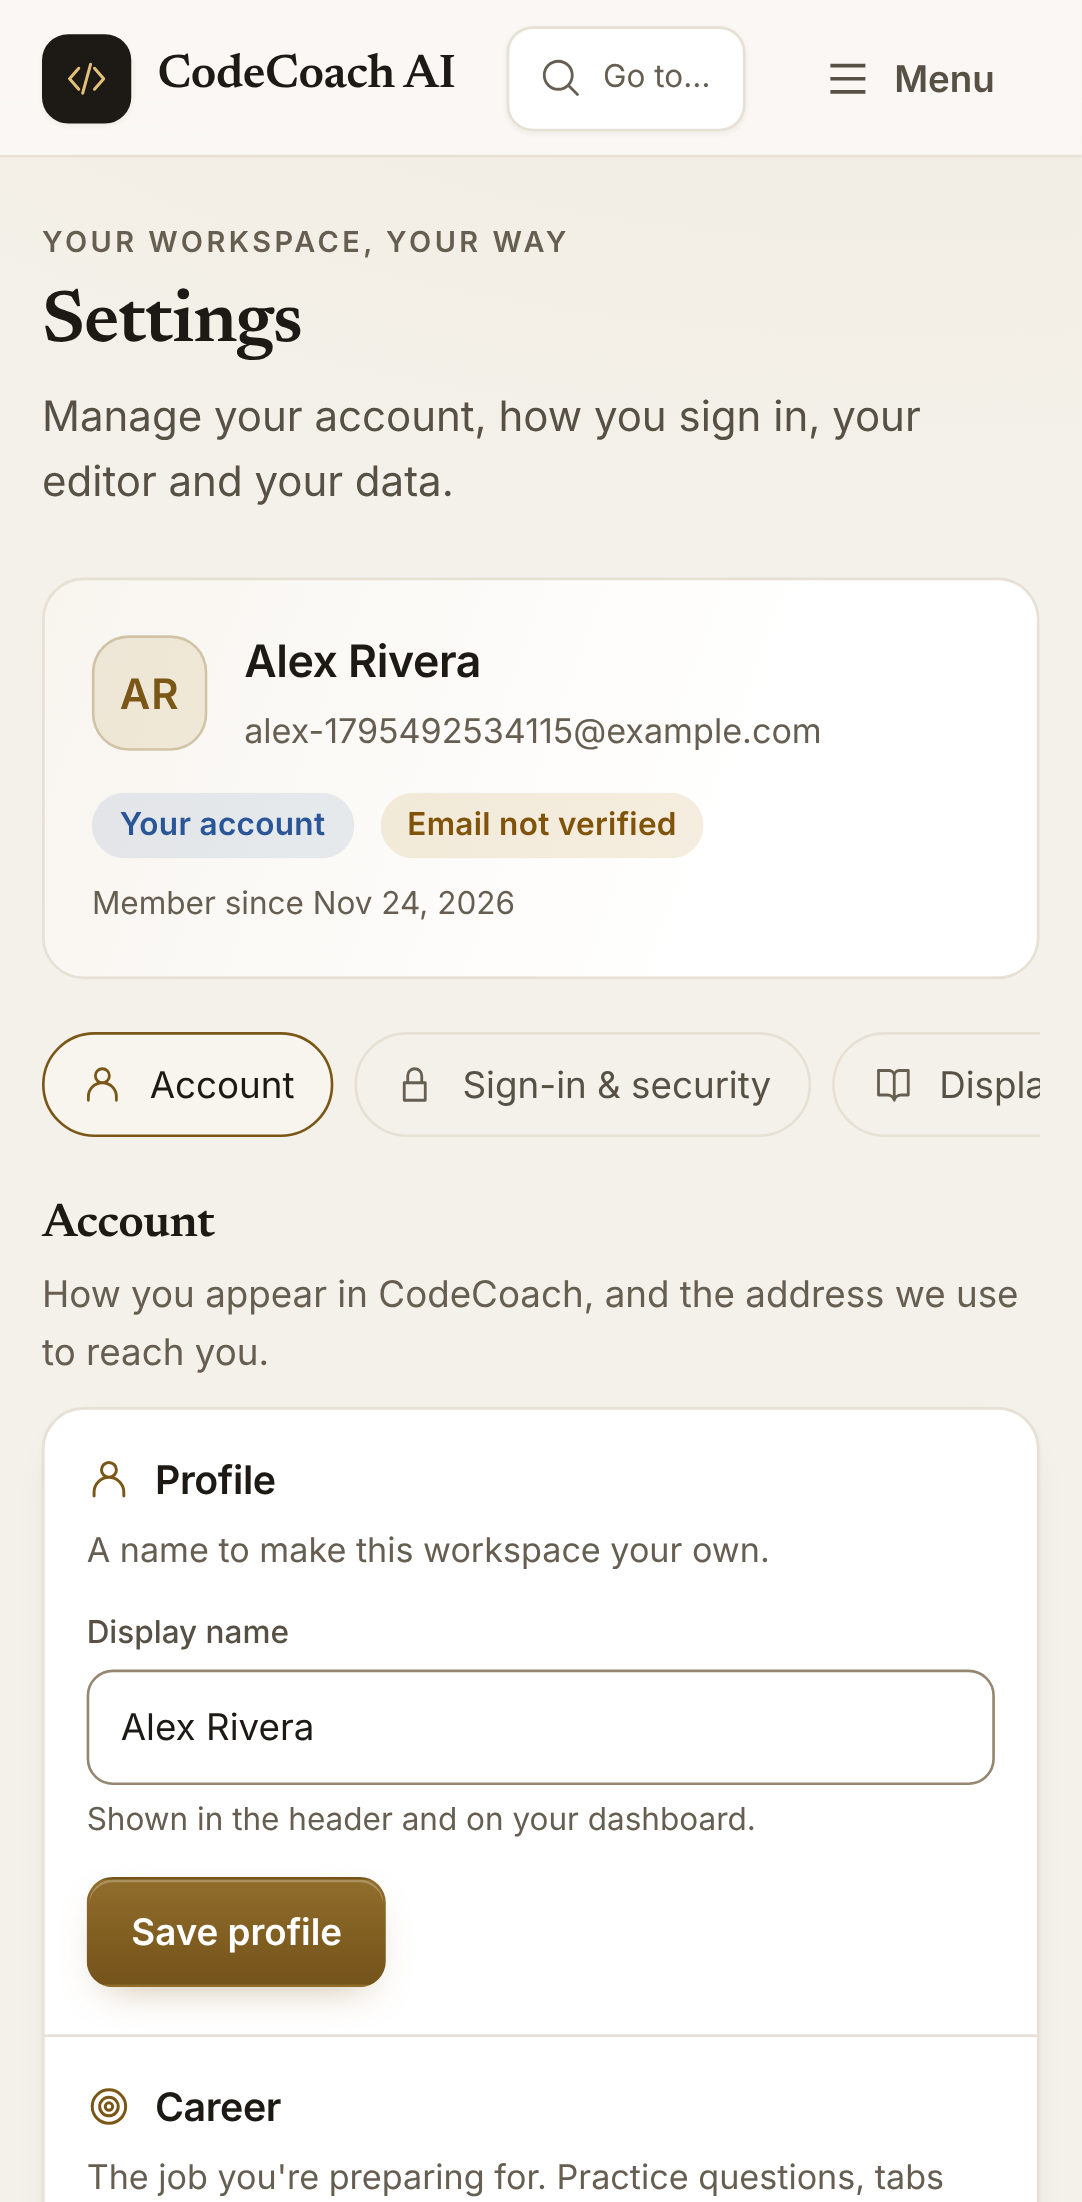 CodeCoach AI
Go to...
Menu
YOUR WORKSPACE, YOUR WAY
Settings
Manage your account, how you sign in, your
editor and your data.
AR
Alex Rivera
alex-1795492534115@example.com
Your account
Email not verified
Member since Nov 24, 2026
Account
Sign-in & security
Displa
Account
How you appear in CodeCoach, and the address we use
to reach you.
Profile
A name to make this workspace your own.
Display name
Alex Rivera
Shown in the header and on your dashboard.
Save profile
Career
The job you're preparing for. Practice questions, tabs